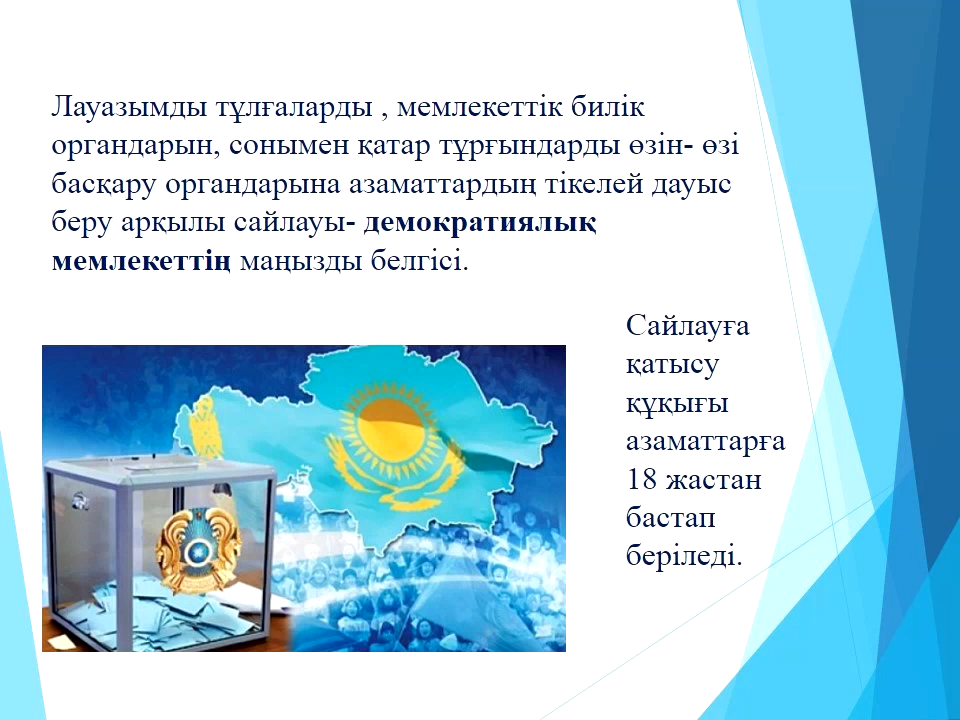 Лауазымды тұлғаларды , мемлекеттік билік
органдарын, сонымен қатар тұрғындарды өзін- өзі
басқару органдарына азаматтардың тікелей дауыс
беру арқылы сайлауы- демократиялық
мемлекеттің маңызды белгісі.
Сайлауға
қатысу
құқығы
азаматтарға
18 жастан
бастап
беріледі.